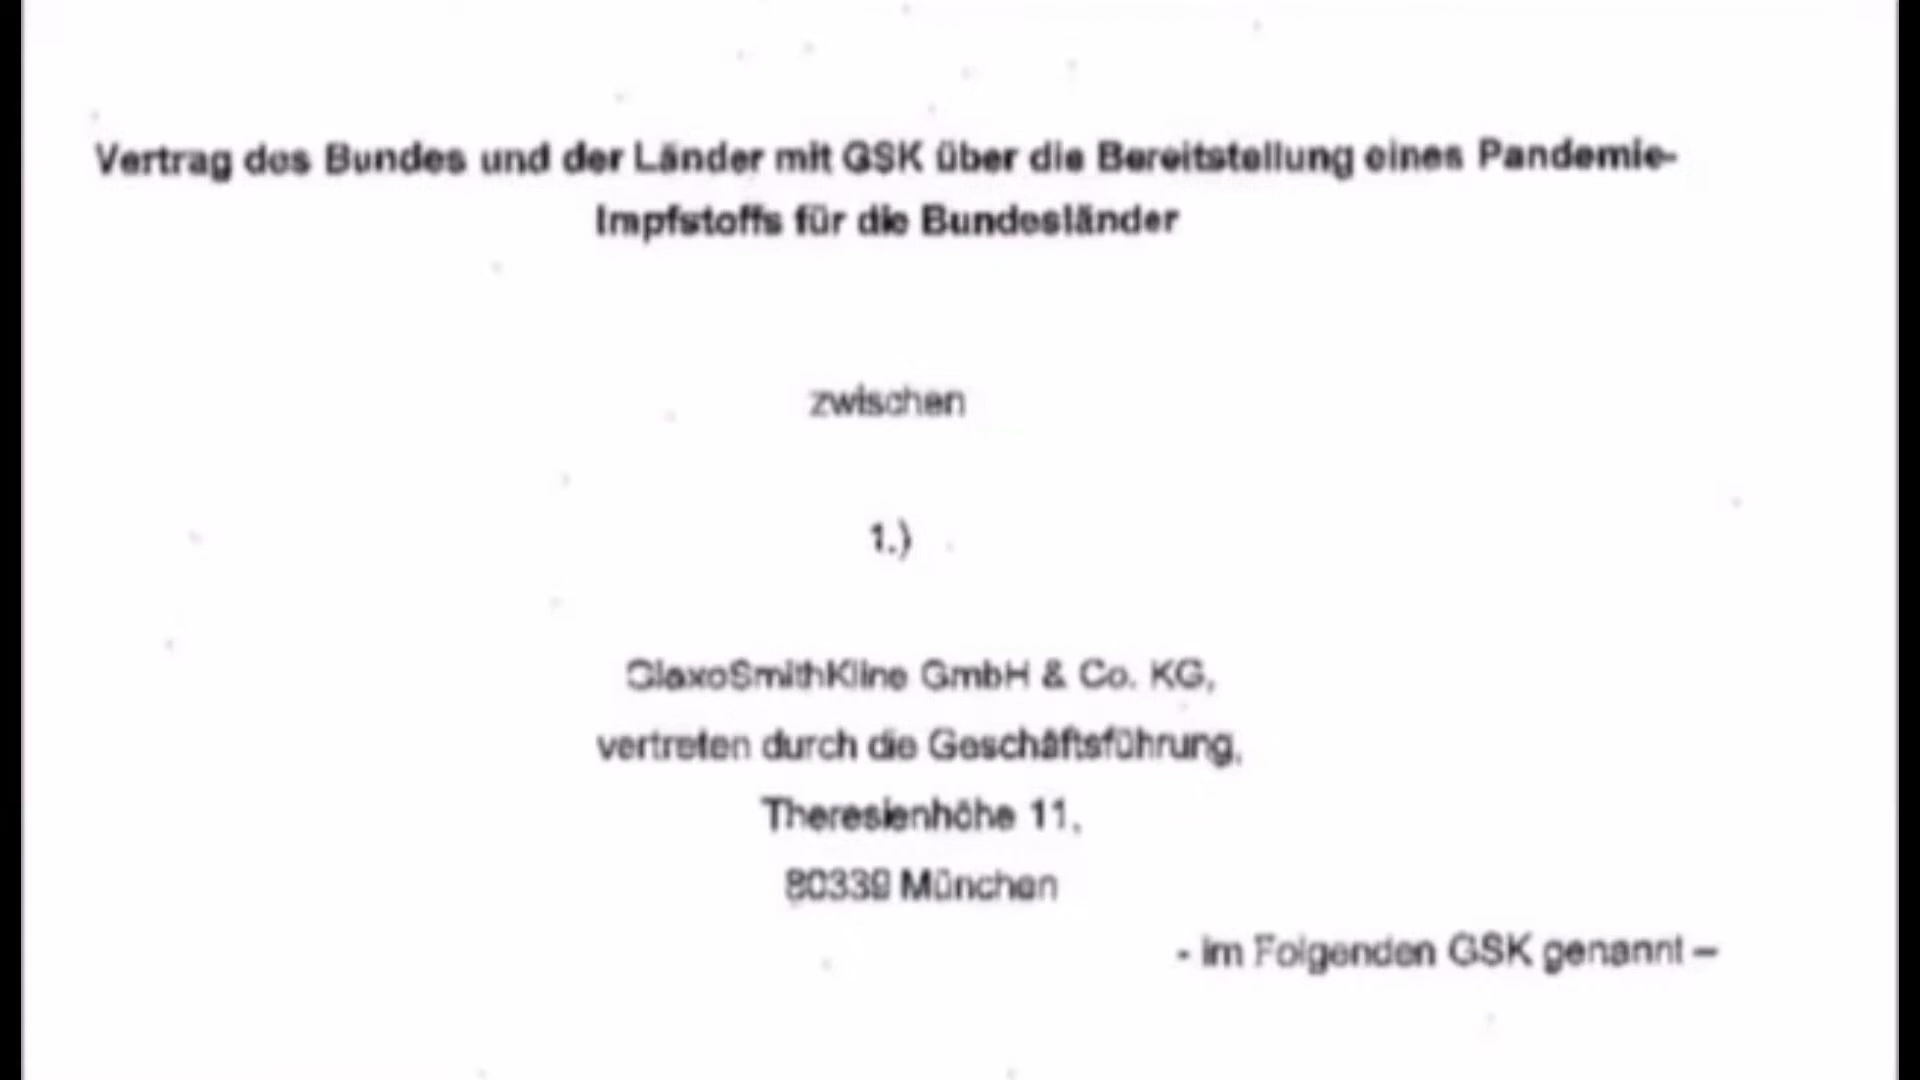 Vertrag des Bundes und der Länder mit GSK über die Bereitstellung eines Pandemie-
Impfstoffs für die Bundesländer
zwischen
1.)
GlaxoSmithKline GmbH & Co. KG,
vertreten durch die Geschäftsführung,
Theresienhöhe 11,
80339 München
- im Folgenden GSK genannt –